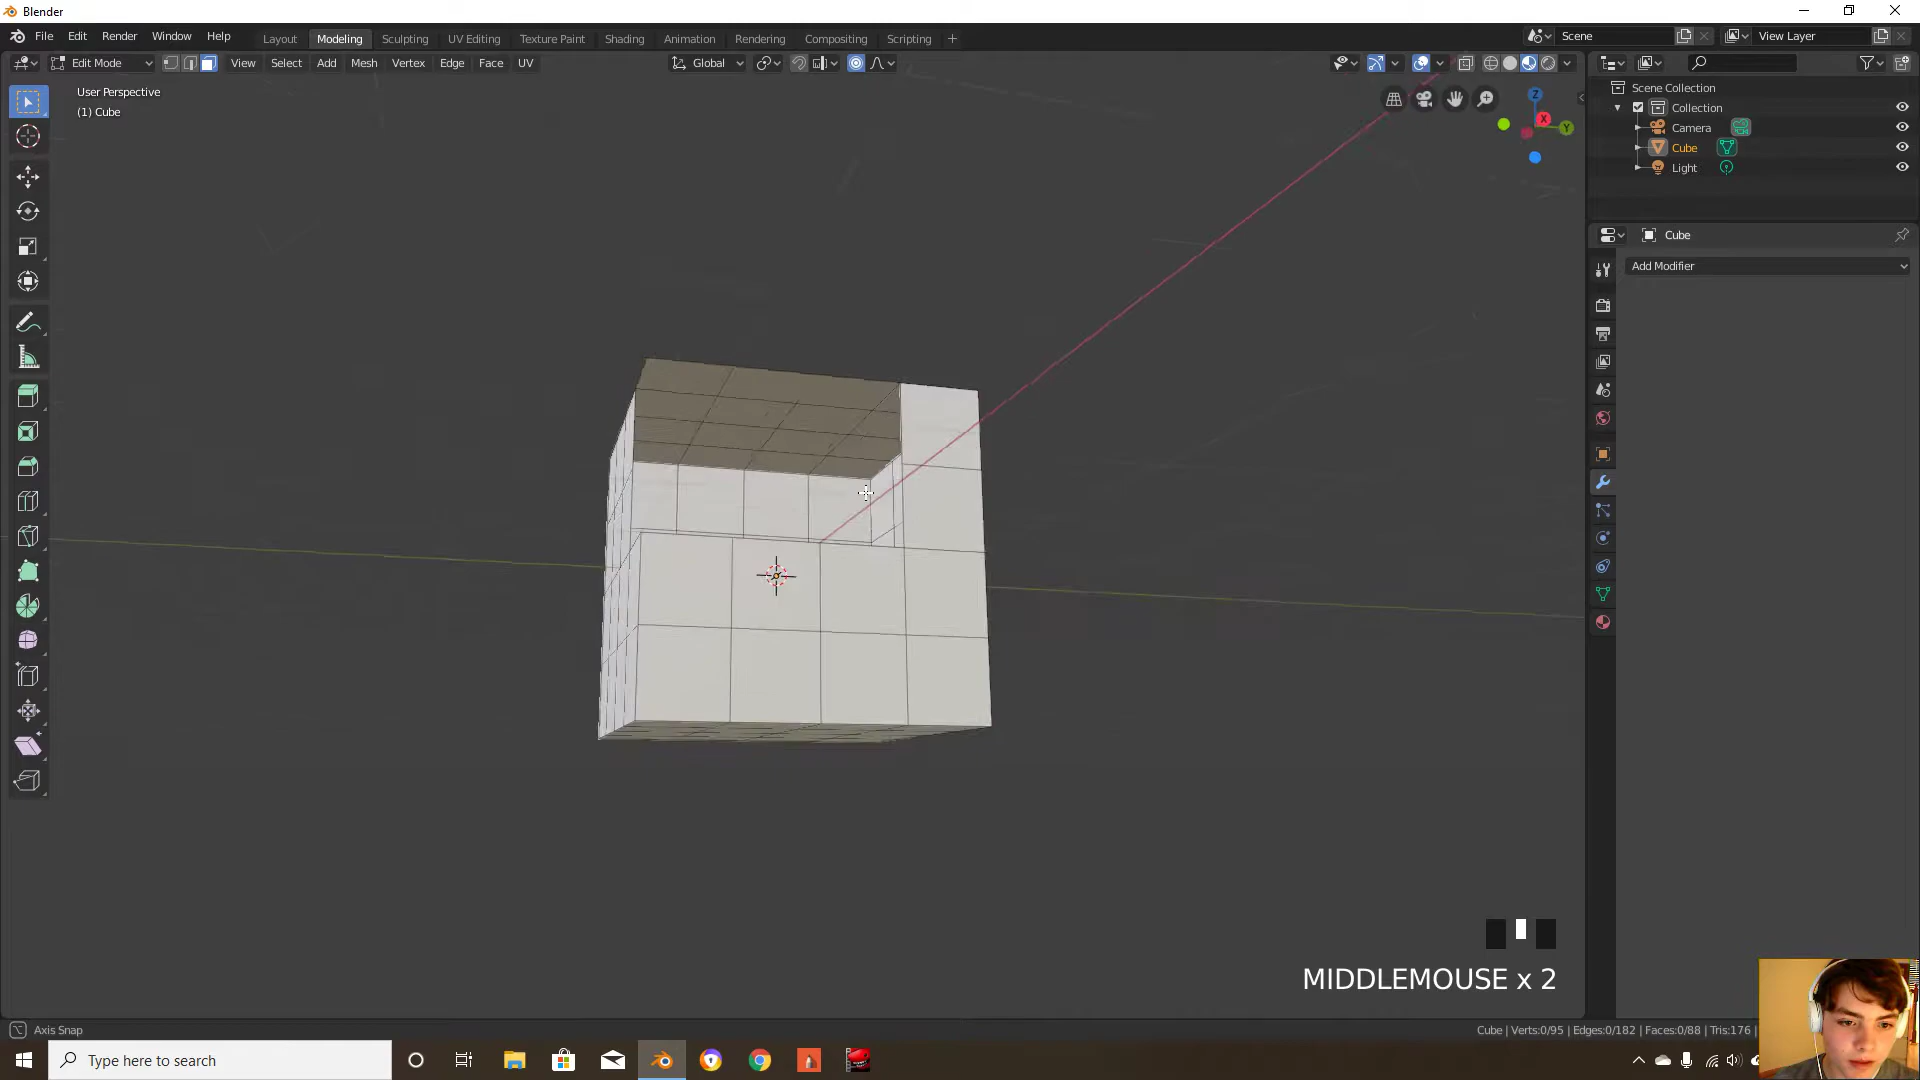 Blender
File Edit Render Window Help Layout Modeling Sculpting UV Editing Texture Paint Shading Animation Rendering Compositing Scripting + Scene View Layer
Edit Mode View Select Add Mesh Vertex Edge Face UV Global
User Perspective
(1) Cube
Z
X
Y
Scene Collection
Collection
Camera
Cube
Light
Cube
Add Modifier
MIDDLEMOUSE x 2
Axis Snap
Cube | Verts:0/95 | Edges:0/182 | Faces:0/88 | Tris:176
Type here to search